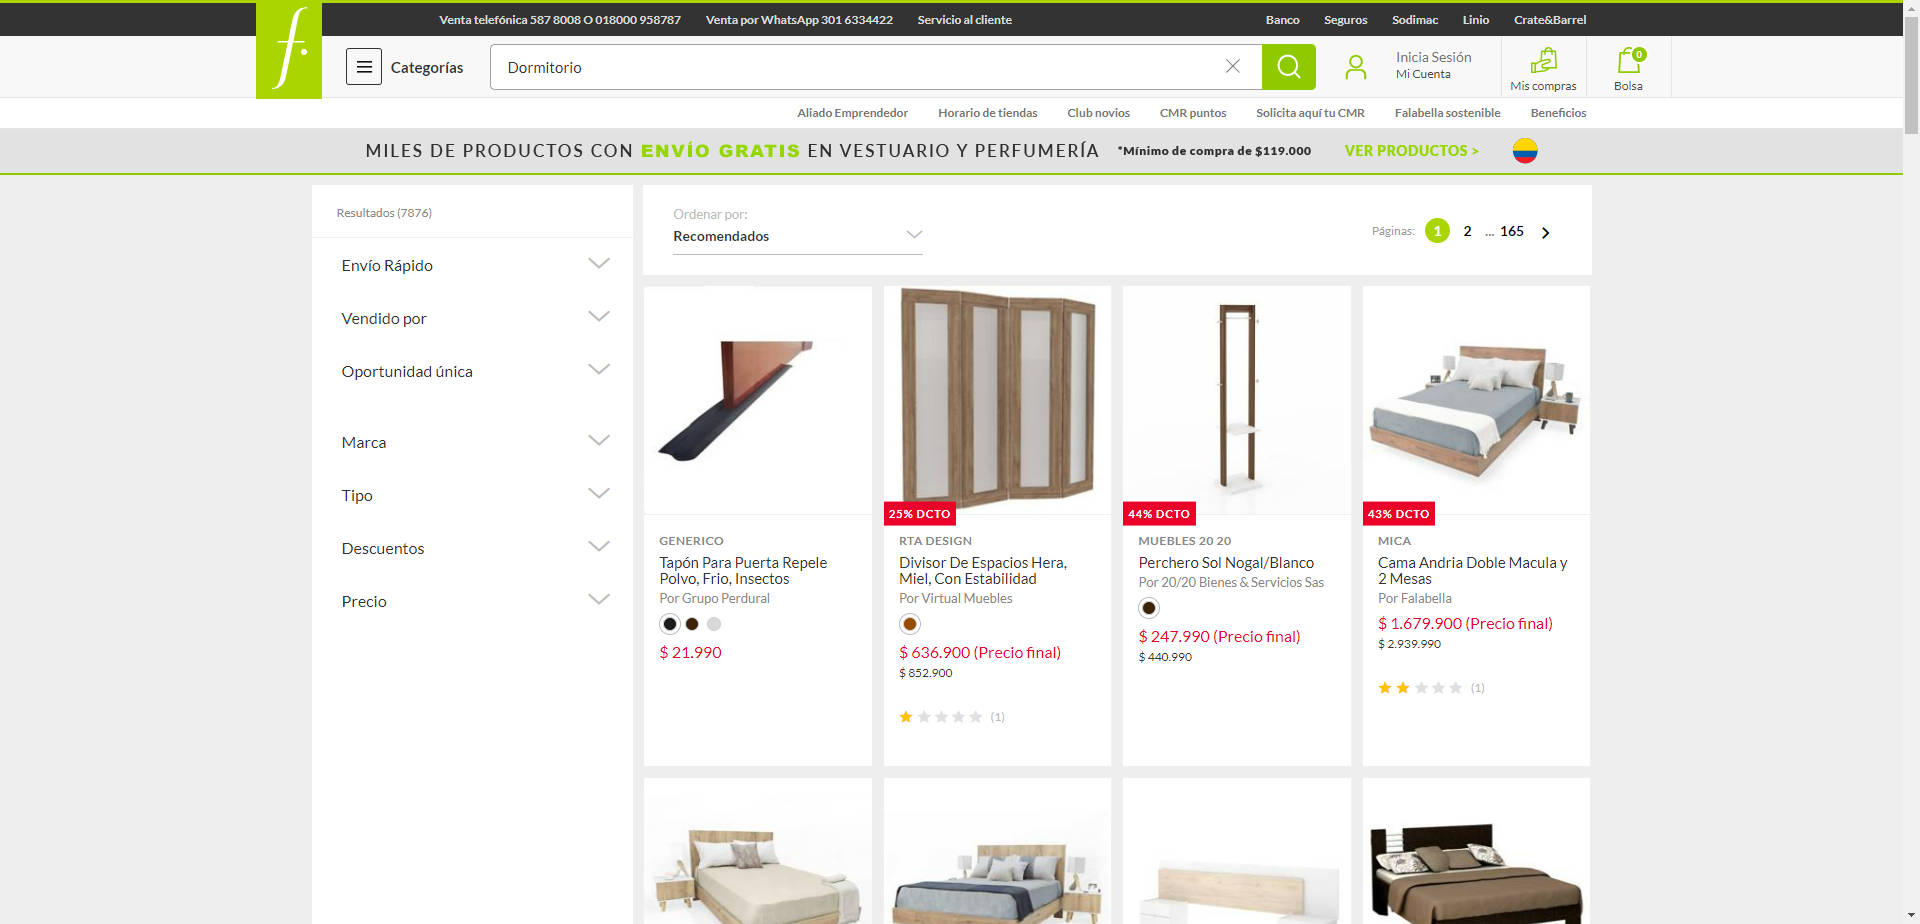 Venta telefónica 587 8008 O 018000 958787 Venta por WhatsApp 301 6334422 Servicio al cliente Banco Seguros Sodimac Linio Crate&Barrel
f.
Categorías
Dormitorio
Inicia Sesión
Mi Cuenta
Mis compras
0
Bolsa
Aliado Emprendedor Horario de tiendas Club novios CMR puntos Solicita aquí tu CMR Falabella sostenible Beneficios
MILES DE PRODUCTOS CON ENVÍO GRATIS EN VESTUARIO Y PERFUMERÍA *Mínimo de compra de $119.000 VER PRODUCTOS >
Resultados (7876)
Envío Rápido
Vendido por
Oportunidad única
Marca
Tipo
Descuentos
Precio
Ordenar por:
Recomendados
Páginas: 1 2 ... 165
GENERICO
Tapón Para Puerta Repele
Polvo, Frio, Insectos
Por Grupo Perdural
$ 21.990
25% DCTO
RTA DESIGN
Divisor De Espacios Hera,
Miel, Con Estabilidad
Por Virtual Muebles
$ 636.900 (Precio final)
$ 852.900
(1)
44% DCTO
MUEBLES 20 20
Perchero Sol Nogal/Blanco
Por 20/20 Bienes & Servicios Sas
$ 247.990 (Precio final)
$ 440.990
43% DCTO
MICA
Cama Andria Doble Macula y
2 Mesas
Por Falabella
$ 1.679.900 (Precio final)
$ 2.939.990
(1)